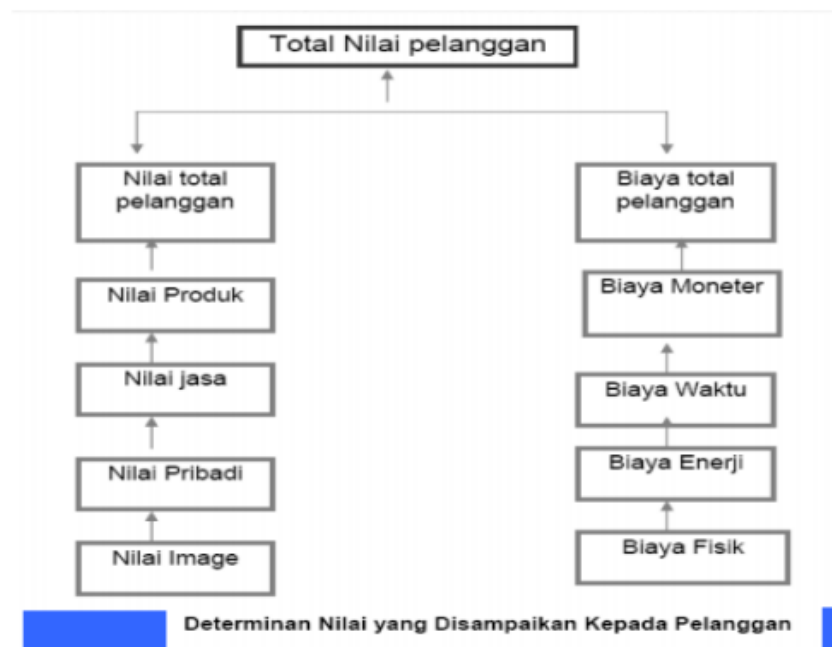 Total Nilai pelanggan
Nilai total
pelanggan
Nilai Produk
Nilai jasa
Nilai Pribadi
Nilai Image
Biaya total
pelanggan
Biaya Moneter
Biaya Waktu
Biaya Enerji
Biaya Fisik
Determinan Nilai yang Disampaikan Kepada Pelanggan